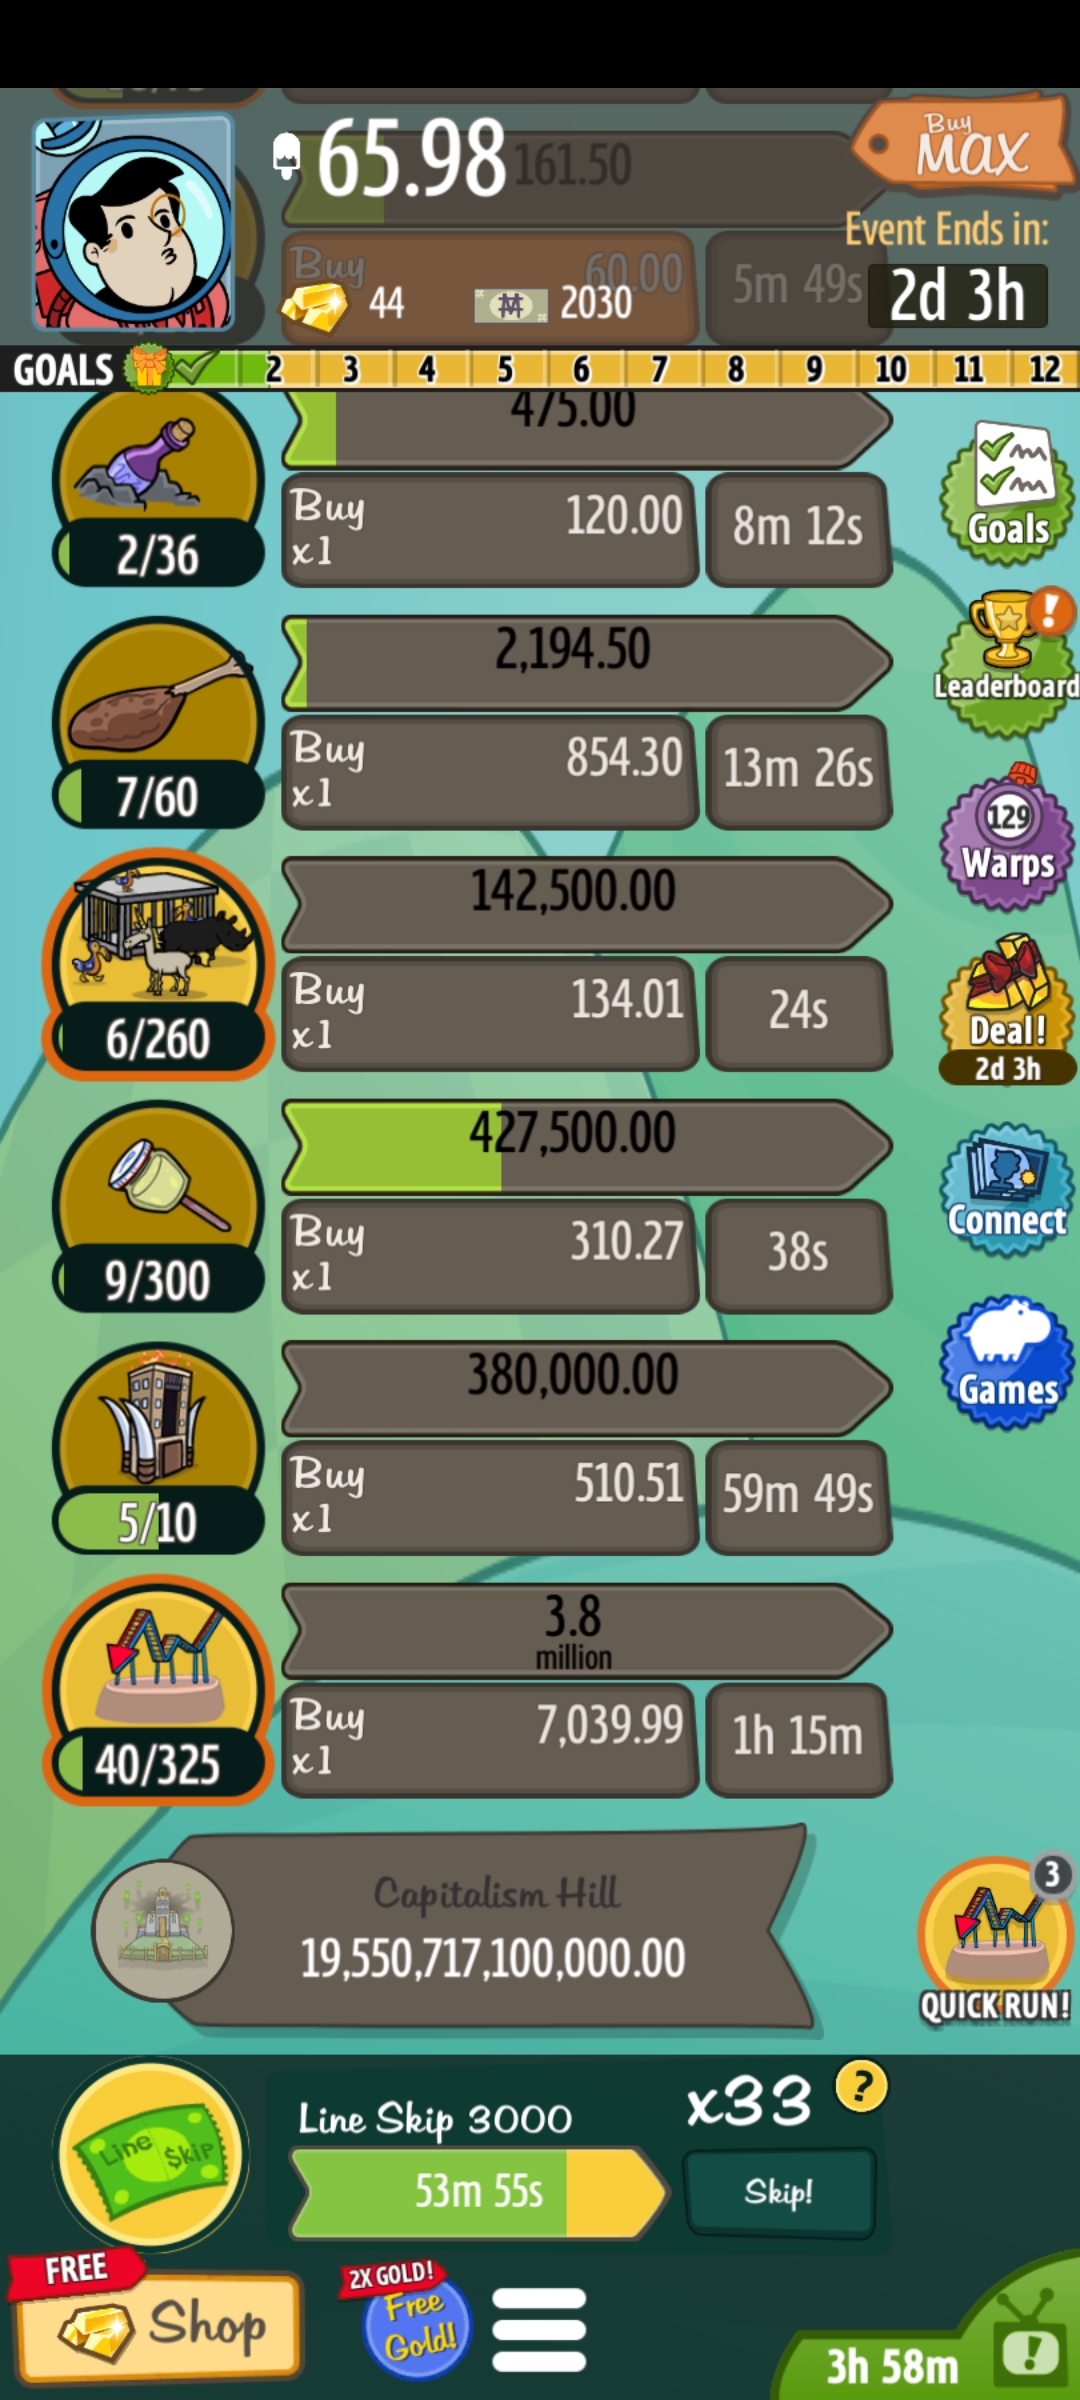 65.98
161.50
Buy
MAX
Event Ends in:
Buy
60.00
5m 49s
2d 3h
44
2030
GOALS
2
3
4
5
6
7
8
9
10
11
12
475.00
Buy
x1
120.00
8m 12s
2/36
Goals
2,194.50
Buy
x1
854.30
13m 26s
7/60
!
Leaderboard
142,500.00
Buy
x1
134.01
24s
6/260
129
Warps
Deal!
2d 3h
427,500.00
Buy
x1
310.27
38s
9/300
Connect
380,000.00
Buy
x1
510.51
59m 49s
5/10
Games
3.8
million
Buy
x1
7,039.99
1h 15m
40/325
Capitalism Hill
19,550,717,100,000.00
3
QUICK RUN!
Line $kip
Line Skip 3000
53m 55s
x33
?
Skip!
FREE
Shop
2X GOLD!
Free
Gold!
3h 58m
!